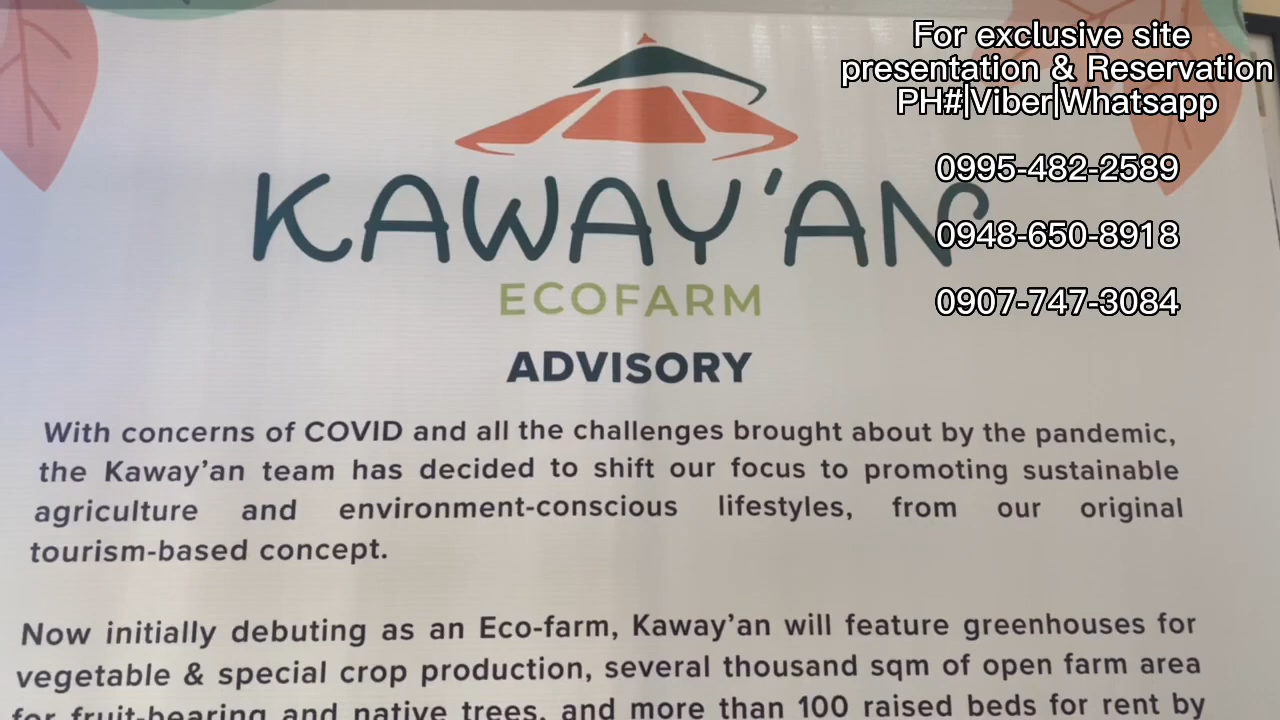 For exclusive site
presentation & Reservation
PH#|Viber|Whatsapp
0995-482-2589
0948-650-8918
0907-747-3084
KAWAY'AN
ECOFARM
ADVISORY
With concerns of COVID and all the challenges brought about by the pandemic,
the Kaway'an team has decided to shift our focus to promoting sustainable
agriculture and environment-conscious lifestyles, from our original
tourism-based concept.
Now initially debuting as an Eco-farm, Kaway'an will feature greenhouses for
vegetable & special crop production, several thousand sqm of open farm area
for fruit-bearing and native trees, and more than 100 raised beds for rent by